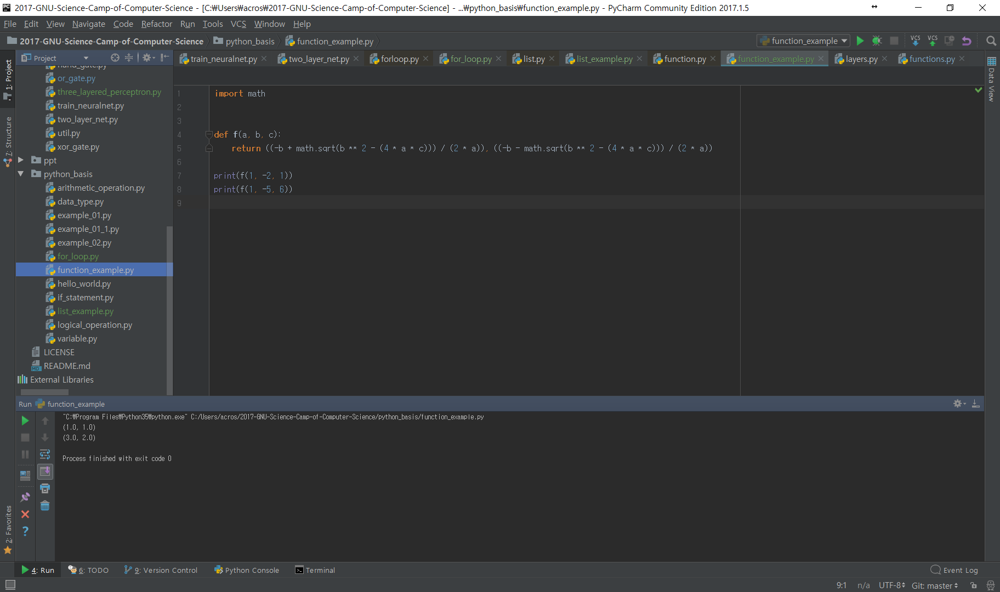 2017-GNU-Science-Camp-of-Computer-Science - [C:₩Users₩acros₩2017-GNU-Science-Camp-of-Computer-Science] - ...₩python_basis₩function_example.py - PyCharm Community Edition 2017.1.5
File Edit View Navigate Code Refactor Run Tools VCS Window Help
2017-GNU-Science-Camp-of-Computer-Science python_basis function_example.py function_example VCS VCS
Project train_neuralnet.py two_layer_net.py forloop.py for_loop.py list.py list_example.py function.py function_example.py layers.py functions.py
1: Project
7: Structure
2: Favorites
Data View
or_gate.py
three_layered_perceptron.py
train_neuralnet.py
two_layer_net.py
util.py
xor_gate.py
ppt
python_basis
arithmetic_operation.py
data_type.py
example_01.py
example_01_1.py
example_02.py
for_loop.py
function_example.py
hello_world.py
if_statement.py
list_example.py
logical_operation.py
variable.py
LICENSE
MD README.md
External Libraries
1 import math
2
3
4 def f(a, b, c):
5 return ((-b + math.sqrt(b ** 2 - (4 * a * c))) / (2 * a)), ((-b - math.sqrt(b ** 2 - (4 * a * c))) / (2 * a))
6
7 print(f(1, -2, 1))
8 print(f(1, -5, 6))
9
Run function_example
"C:₩Program Files₩Python35₩python.exe" C:/Users/acros/2017-GNU-Science-Camp-of-Computer-Science/python_basis/function_example.py
(1.0, 1.0)
(3.0, 2.0)
Process finished with exit code 0
4: Run 6: TODO 9: Version Control Python Console Terminal Event Log
9:1 n/a UTF-8 Git: master